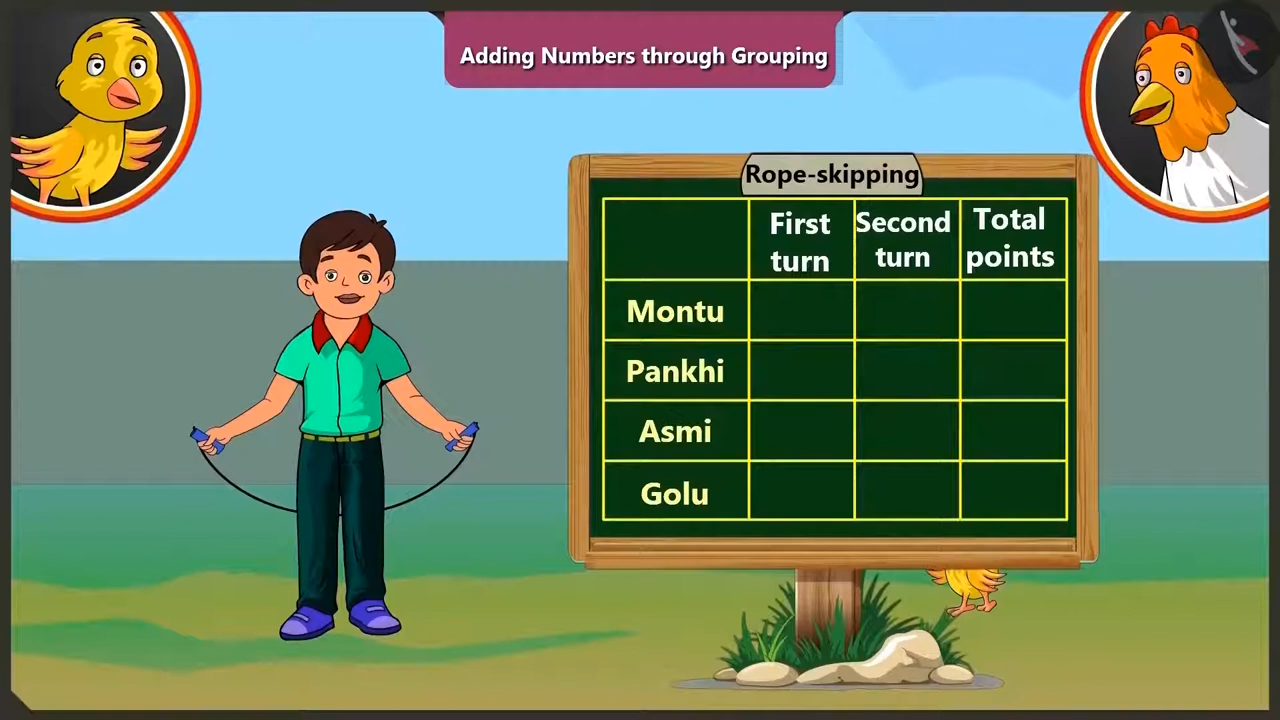 Adding Numbers through Grouping
Rope-skipping
First turn
Second turn
Total points
Montu
Pankhi
Asmi
Golu